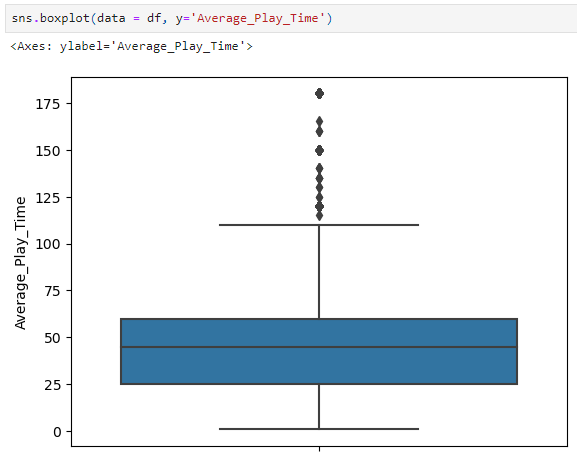 sns.boxplot(data = df, y='Average_Play_Time')
<Axes: ylabel='Average_Play_Time'>
175
150
125
100
75
50
25
0
Average_Play_Time